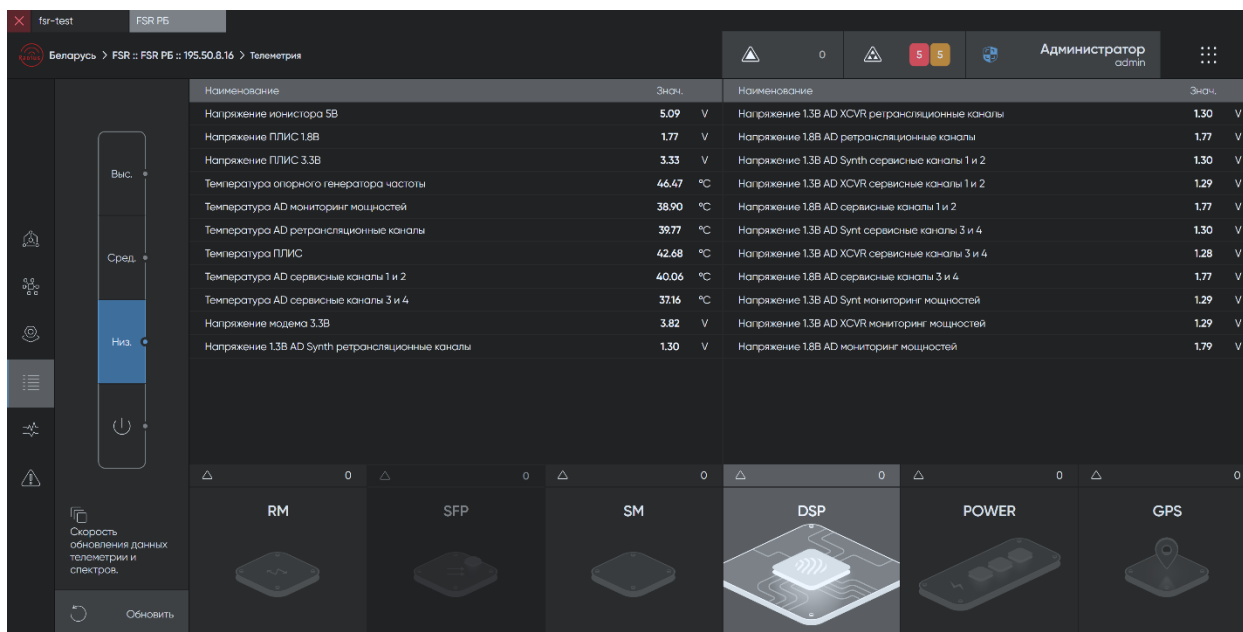 fsr-test FSR РБ
Беларусь > FSR :: FSR РБ :: 195.50.8.16 > Телеметрия
0 5 5 Администратор
admin
Наименование Знач. Наименование Знач.
Напряжение ионистора 5В 5.09 V Напряжение 1.3В AD XCVR ретрансляционные каналы 1.30 V
Напряжение ПЛИС 1.8В 1.77 V Напряжение 1.8В AD ретрансляционные каналы 1.77 V
Напряжение ПЛИС 3.3В 3.33 V Напряжение 1.3В AD Synth сервисные каналы 1 и 2 1.30 V
Температура опорного генератора частоты 46.47 °C Напряжение 1.3В AD XCVR сервисные каналы 1 и 2 1.29 V
Температура AD мониторинг мощностей 38.90 °C Напряжение 1.8В AD сервисные каналы 1 и 2 1.77 V
Температура AD ретрансляционные каналы 39.77 °C Напряжение 1.3В AD Synt сервисные каналы 3 и 4 1.30 V
Температура ПЛИС 42.68 °C Напряжение 1.3В AD XCVR сервисные каналы 3 и 4 1.28 V
Температура AD сервисные каналы 1 и 2 40.06 °C Напряжение 1.8В AD сервисные каналы 3 и 4 1.77 V
Температура AD сервисные каналы 3 и 4 37.16 °C Напряжение 1.3В AD Synt мониторинг мощностей 1.29 V
Напряжение модема 3.3В 3.82 V Напряжение 1.3В AD XCVR мониторинг мощностей 1.29 V
Напряжение 1.3В AD Synth ретрансляционные каналы 1.30 V Напряжение 1.8В AD мониторинг мощностей 1.79 V
Выс.
Сред.
Низ.
0 0 0 0 0 0
RM SFP SM DSP POWER GPS
Скорость
обновления данных
телеметрии и
спектров.
Обновить